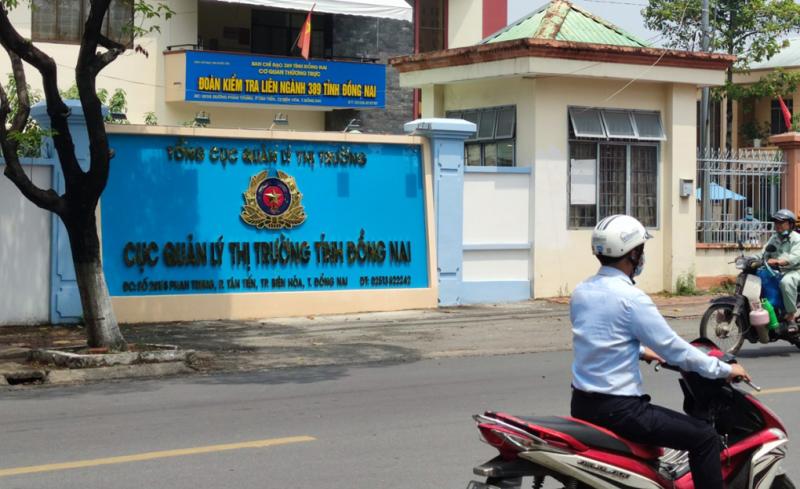 BAN CHỈ ĐẠO 389 TỈNH ĐỒNG NAI
CƠ QUAN THƯỜNG TRỰC
ĐOÀN KIỂM TRA LIÊN NGÀNH 389 TỈNH ĐỒNG NAI
TỔNG CỤC QUẢN LÝ THỊ TRƯỜNG
CỤC QUẢN LÝ THỊ TRƯỜNG TỈNH ĐỒNG NAI
ĐC: SỐ PHAN TRUNG, P. TÂN TIẾN, TP. BIÊN HÒA, T. ĐỒNG NAI ĐT: 02513 822242